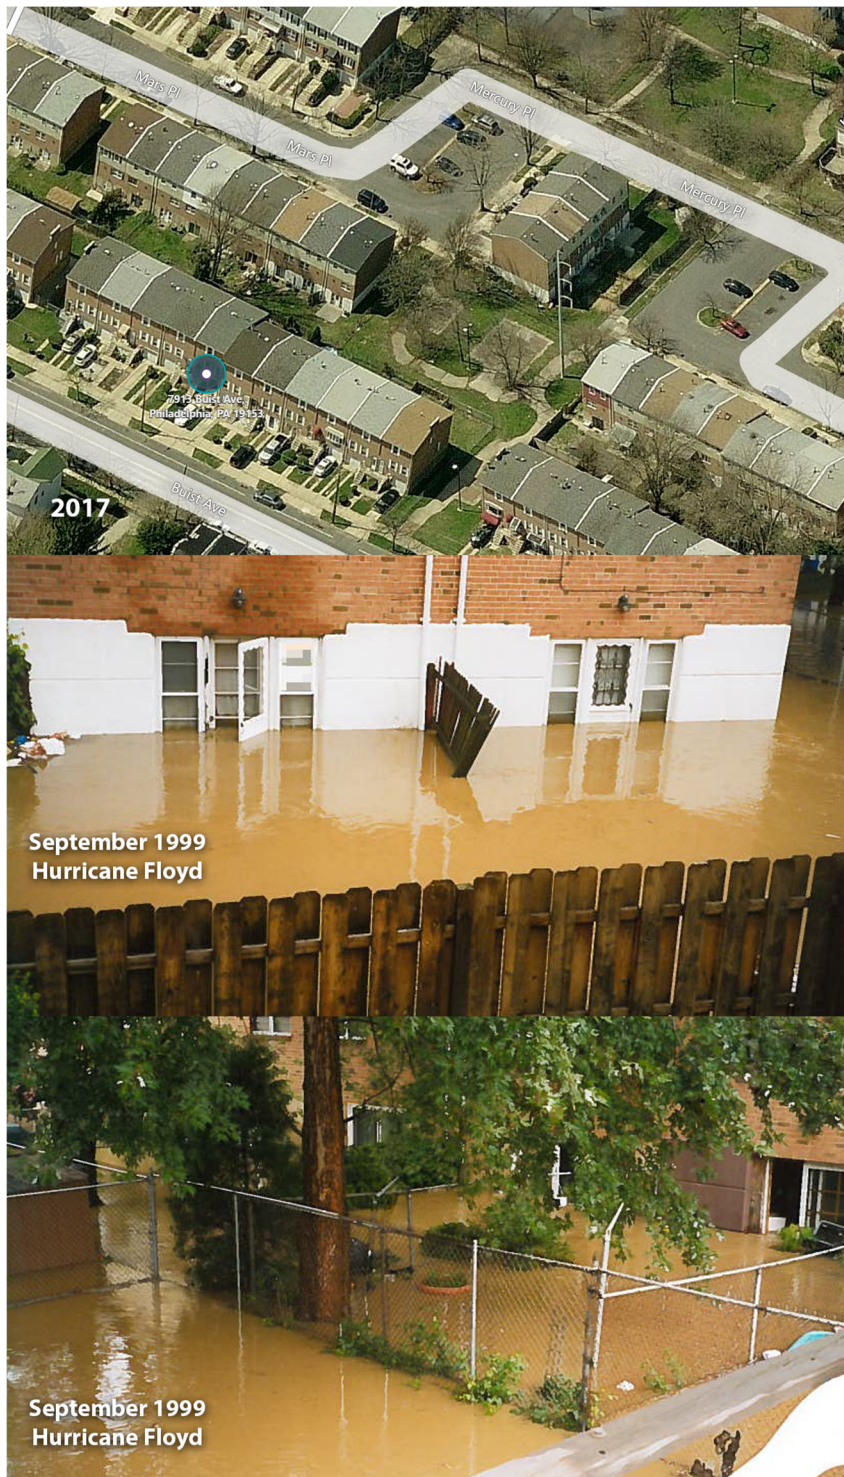 Mars Pl
Mercury Pl
Mars Pl
Mercury Pl
7913 Buist Ave,
Philadelphia, PA 19153
Buist Ave
2017
September 1999
Hurricane Floyd
September 1999
Hurricane Floyd